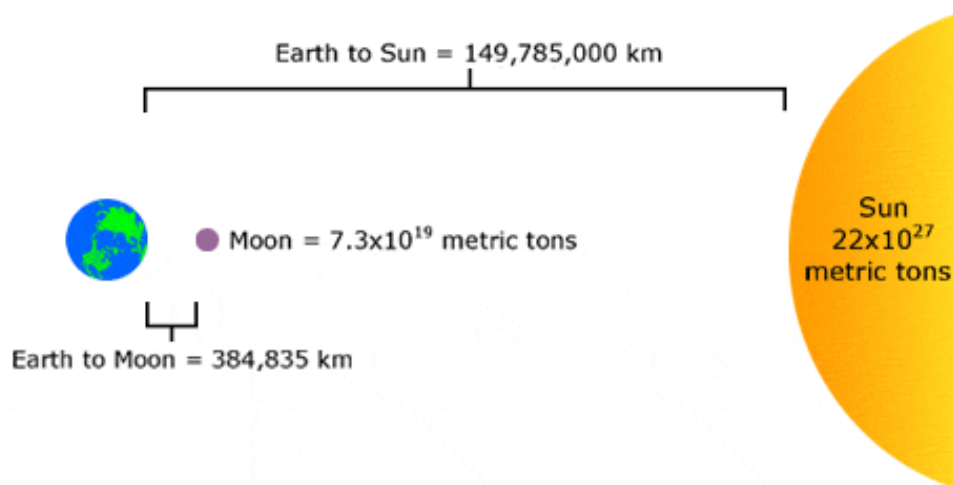 Earth to Sun = 149,785,000 km
Moon = 7.3x10¹⁹ metric tons
Sun
22x10²⁷
metric tons
Earth to Moon = 384,835 km